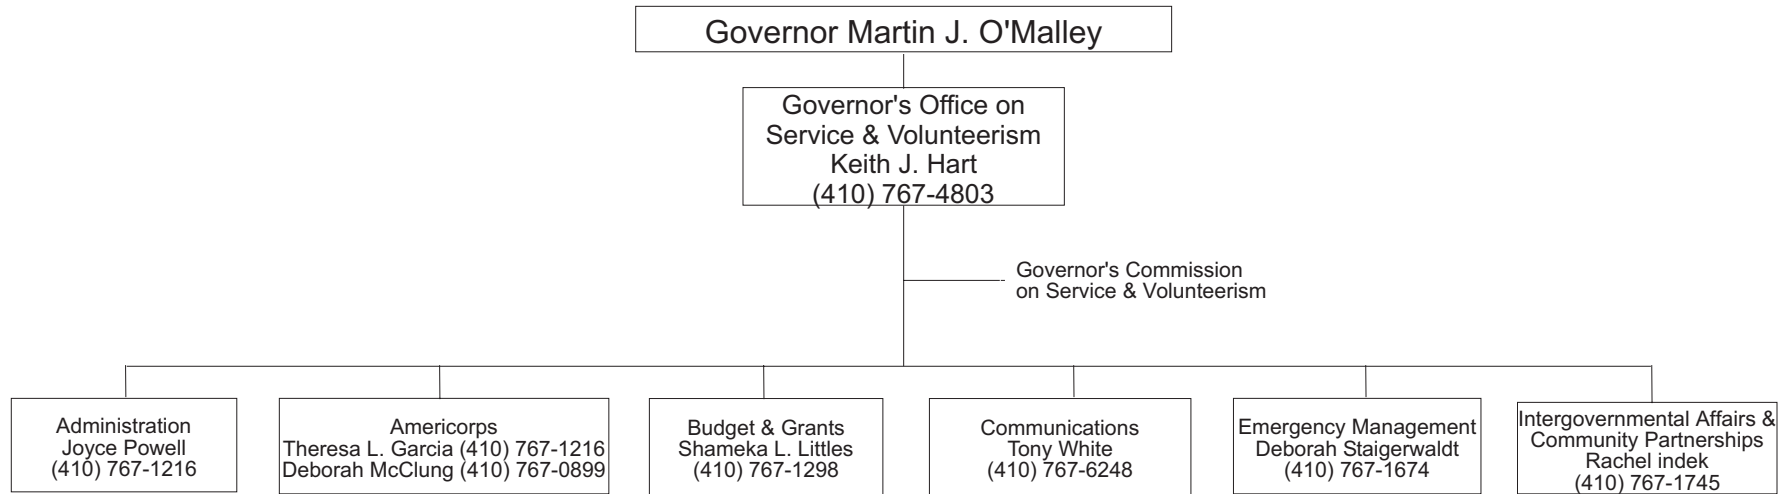 Governor Martin J. O'Malley
Governor's Office on
Service & Volunteerism
Keith J. Hart
(410) 767-4803
Governor's Commission
on Service & Volunteerism
Administration
Joyce Powell
(410) 767-1216
Americorps
Theresa L. Garcia (410) 767-1216
Deborah McClung (410) 767-0899
Budget & Grants
Shameka L. Littles
(410) 767-1298
Communications
Tony White
(410) 767-6248
Emergency Management
Deborah Staigerwaldt
(410) 767-1674
Intergovernmental Affairs &
Community Partnerships
Rachel indek
(410) 767-1745